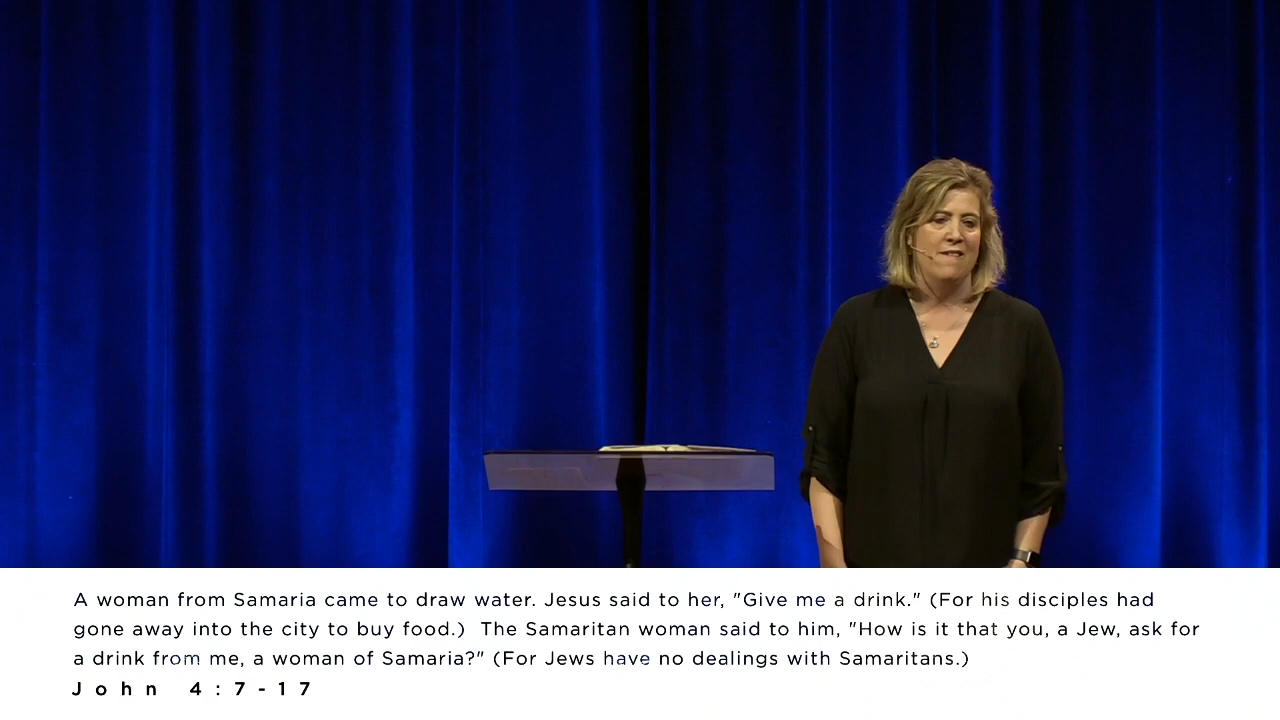 A woman from Samaria came to draw water. Jesus said to her, "Give me a drink." (For his disciples had
gone away into the city to buy food.)  The Samaritan woman said to him, "How is it that you, a Jew, ask for
a drink from me, a woman of Samaria?" (For Jews have no dealings with Samaritans.)
John 4:7-17